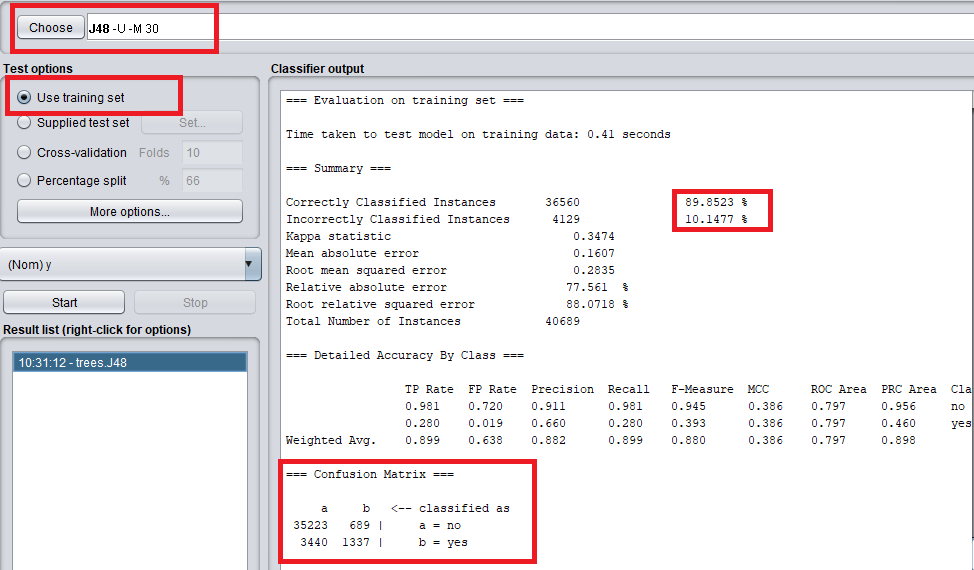 Choose J48 -U -M 30
Test options
Use training set
Supplied test set Set...
Cross-validation Folds 10
Percentage split % 66
More options...
(Nom) y
Start Stop
Result list (right-click for options)
10:31:12 - trees.J48
Classifier output
=== Evaluation on training set ===
Time taken to test model on training data: 0.41 seconds
=== Summary ===
Correctly Classified Instances 36560 89.8523 %
Incorrectly Classified Instances 4129 10.1477 %
Kappa statistic 0.3474
Mean absolute error 0.1607
Root mean squared error 0.2835
Relative absolute error 77.561 %
Root relative squared error 88.0718 %
Total Number of Instances 40689
=== Detailed Accuracy By Class ===
TP Rate FP Rate Precision Recall F-Measure MCC ROC Area PRC Area Cla
0.981 0.720 0.911 0.981 0.945 0.386 0.797 0.956 no
0.280 0.019 0.660 0.280 0.393 0.386 0.797 0.460 yes
Weighted Avg. 0.899 0.638 0.882 0.899 0.880 0.386 0.797 0.898
=== Confusion Matrix ===
a b <-- classified as
35223 689 | a = no
3440 1337 | b = yes